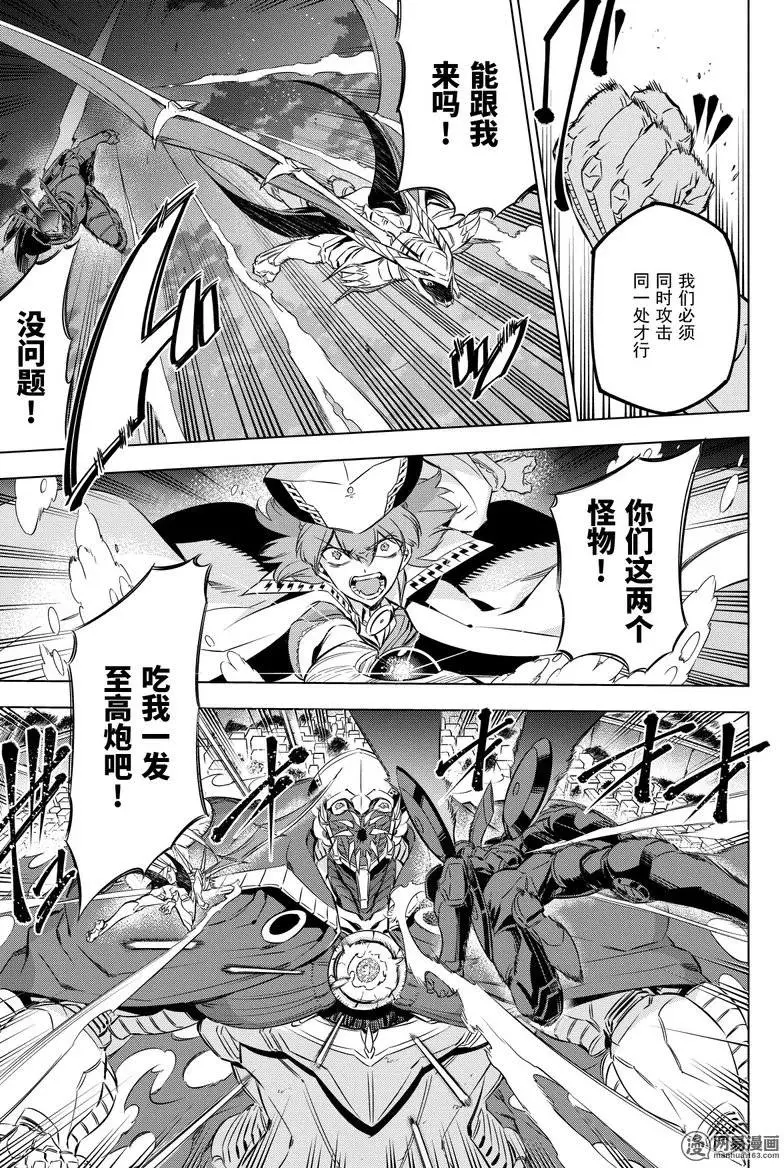 我们必须
同时攻击
同一处才行
能跟我
来吗！
没问题！
你们这两个
怪物！
吃我一发
至高炮吧！
网易漫画
manhua.163.com